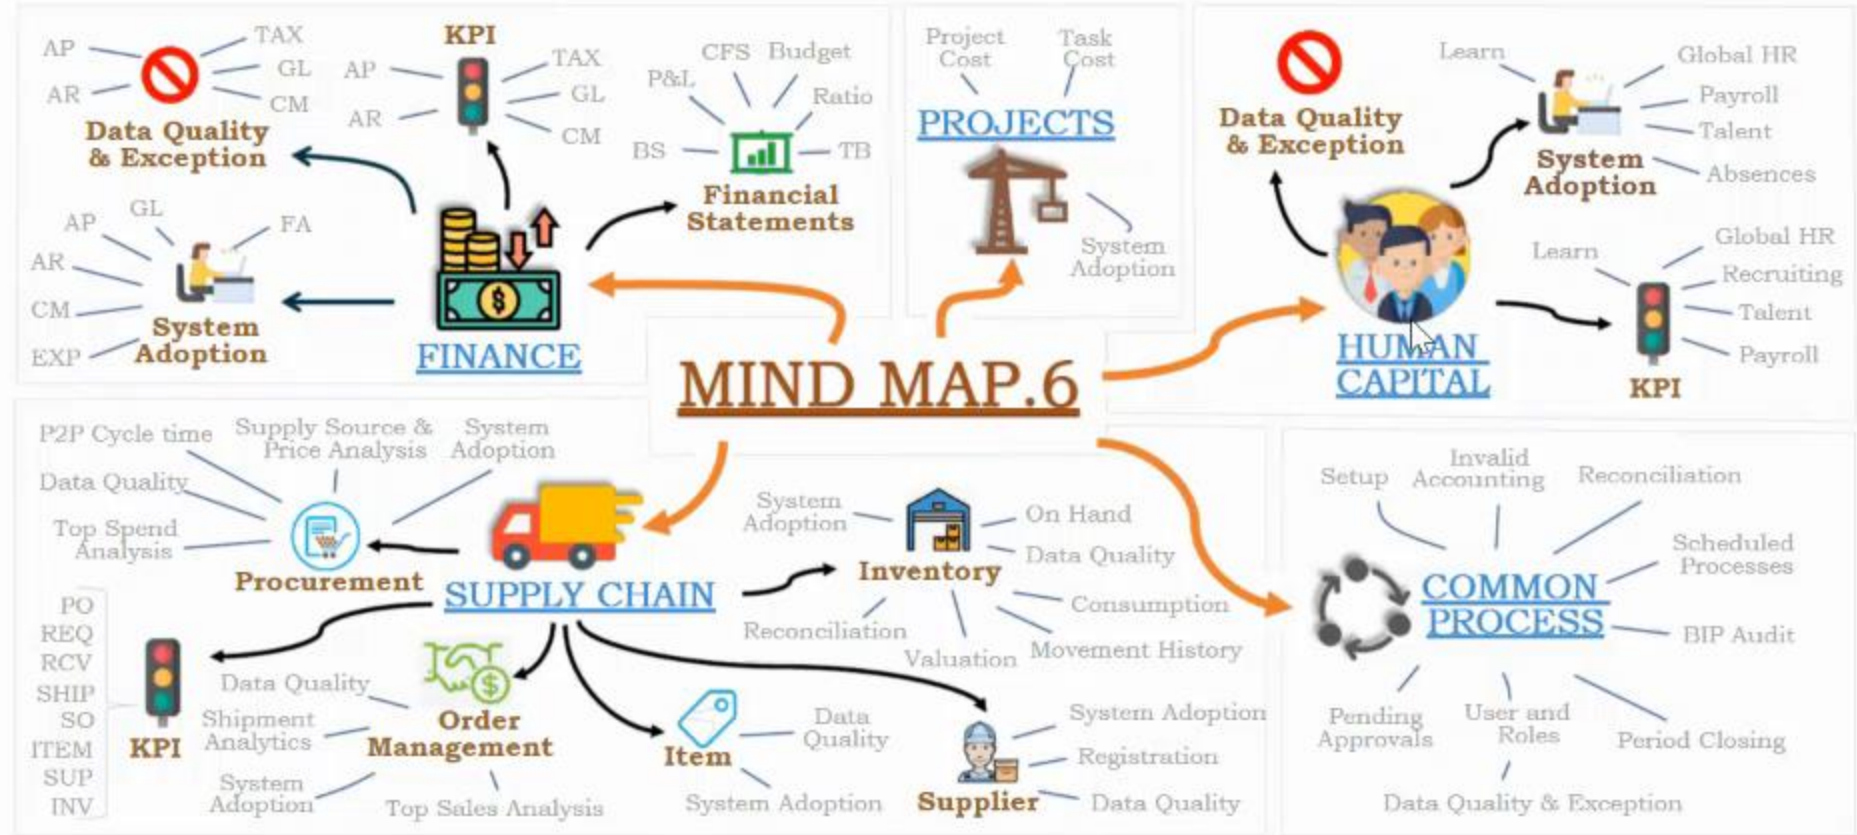 AP
TAX
GL
AR
CM
Data Quality
& Exception
KPI
AP
TAX
GL
AR
CM
CFS
Budget
P&L
Ratio
BS
TB
Financial
Statements
GL
AP
FA
AR
CM
EXP
System
Adoption
FINANCE
Project
Cost
Task
Cost
PROJECTS
System
Adoption
Data Quality
& Exception
Learn
Global HR
Payroll
Talent
Absences
System
Adoption
Learn
Global HR
Recruiting
Talent
Payroll
KPI
HUMAN
CAPITAL
MIND MAP.6
P2P Cycle time
Supply Source &
Price Analysis
System
Adoption
Data Quality
Top Spend
Analysis
Procurement
SUPPLY CHAIN
System
Adoption
On Hand
Data Quality
Inventory
Consumption
Reconciliation
Valuation
Movement History
PO
REQ
RCV
SHIP
SO
ITEM
SUP
INV
KPI
Data Quality
Shipment
Analytics
Order
Management
System
Adoption
Top Sales Analysis
Item
Data
Quality
System Adoption
Supplier
System Adoption
Registration
Data Quality
Setup
Invalid
Accounting
Reconciliation
Scheduled
Processes
COMMON
PROCESS
BIP Audit
Pending
Approvals
User and
Roles
Period Closing
Data Quality & Exception